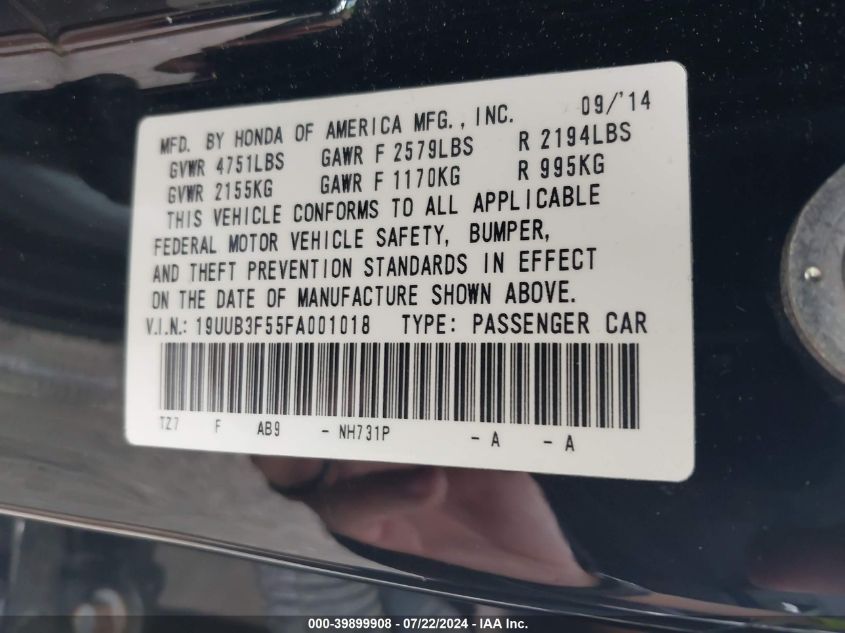 MFD. BY HONDA OF AMERICA MFG., INC. 09/'14
GVWR 4751LBS GAWR F 2579LBS R 2194LBS
GVWR 2155KG GAWR F 1170KG R 995KG
THIS VEHICLE CONFORMS TO ALL APPLICABLE
FEDERAL MOTOR VEHICLE SAFETY, BUMPER,
AND THEFT PREVENTION STANDARDS IN EFFECT
ON THE DATE OF MANUFACTURE SHOWN ABOVE.
V.I.N.: 19UUB3F55FA001018 TYPE: PASSENGER CAR
TZ7 F AB9 - NH731P - A - A
000-39899908 / 07/22/2024 - IAA Inc.